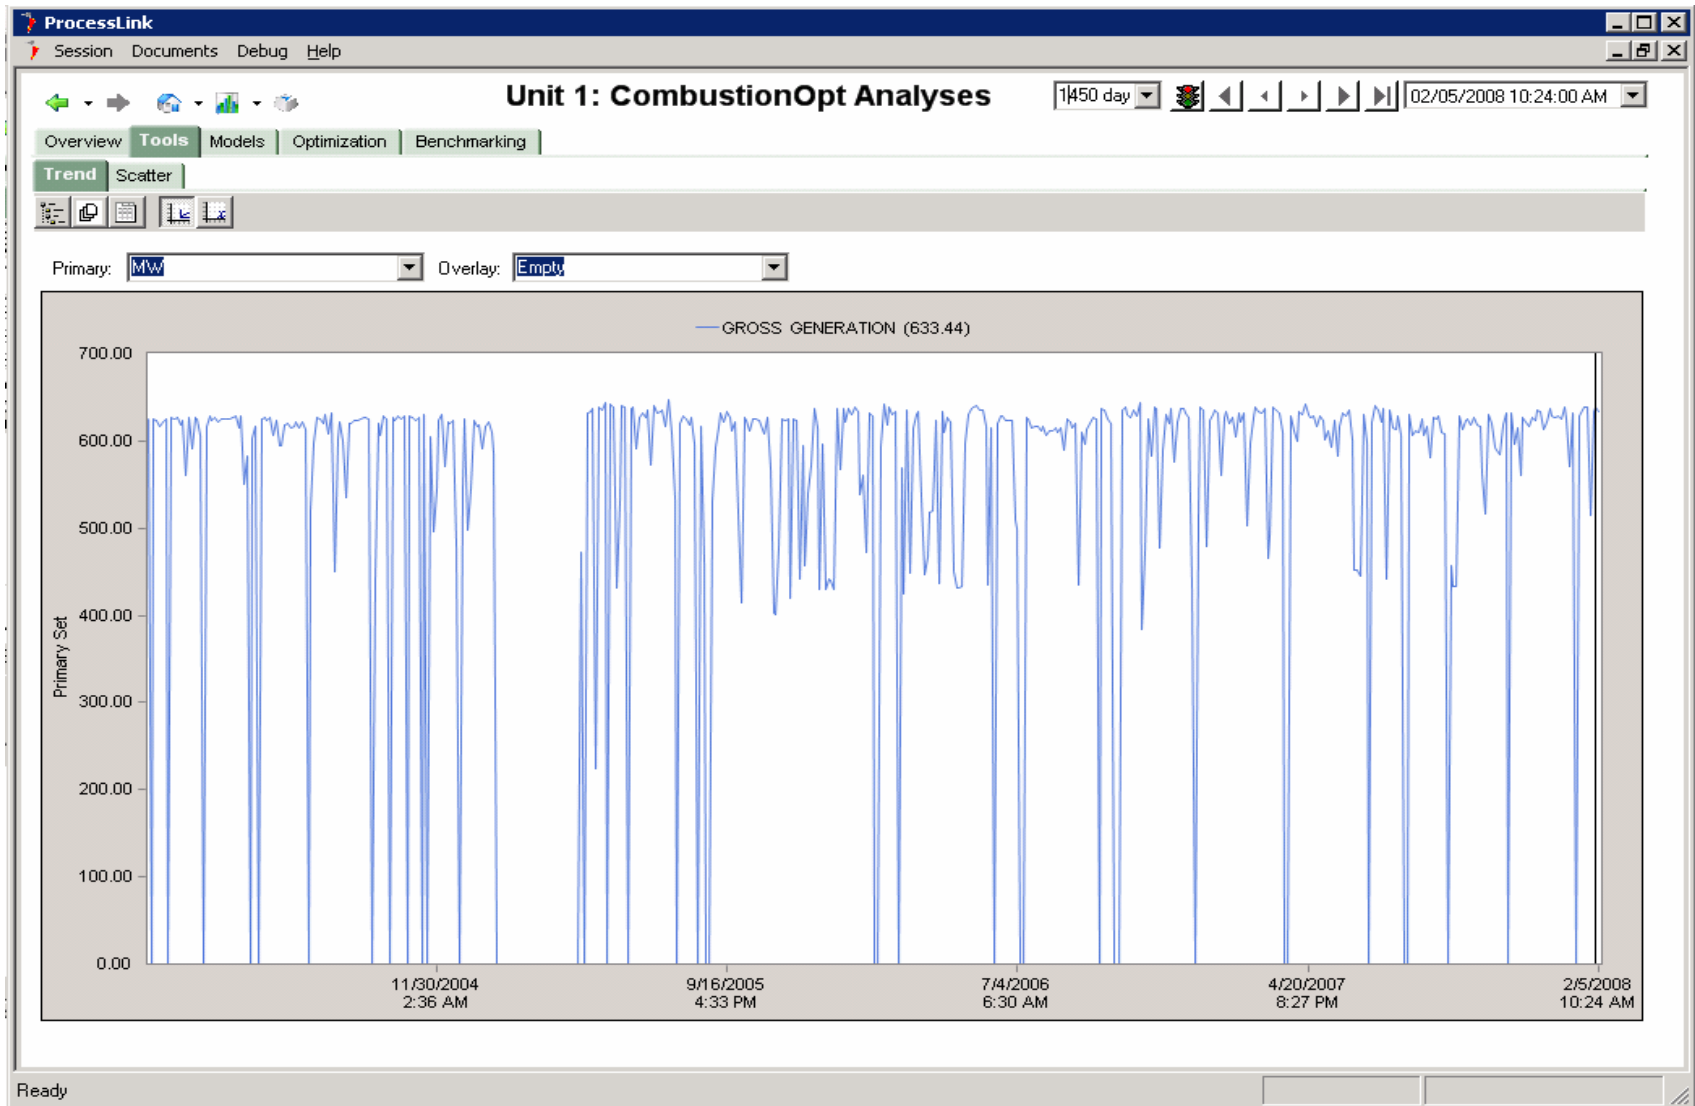 ProcessLink
Session Documents Debug Help
Unit 1: CombustionOpt Analyses
1450 day
02/05/2008 10:24:00 AM
Overview Tools Models Optimization Benchmarking
Trend Scatter
Primary: MW Overlay: Empty
GROSS GENERATION (633.44)
700.00
600.00
500.00
400.00
300.00
200.00
100.00
0.00
Primary Set
11/30/2004 9/16/2005 7/4/2006 4/20/2007 2/5/2008
2:36 AM 4:33 PM 6:30 AM 8:27 PM 10:24 AM
Ready